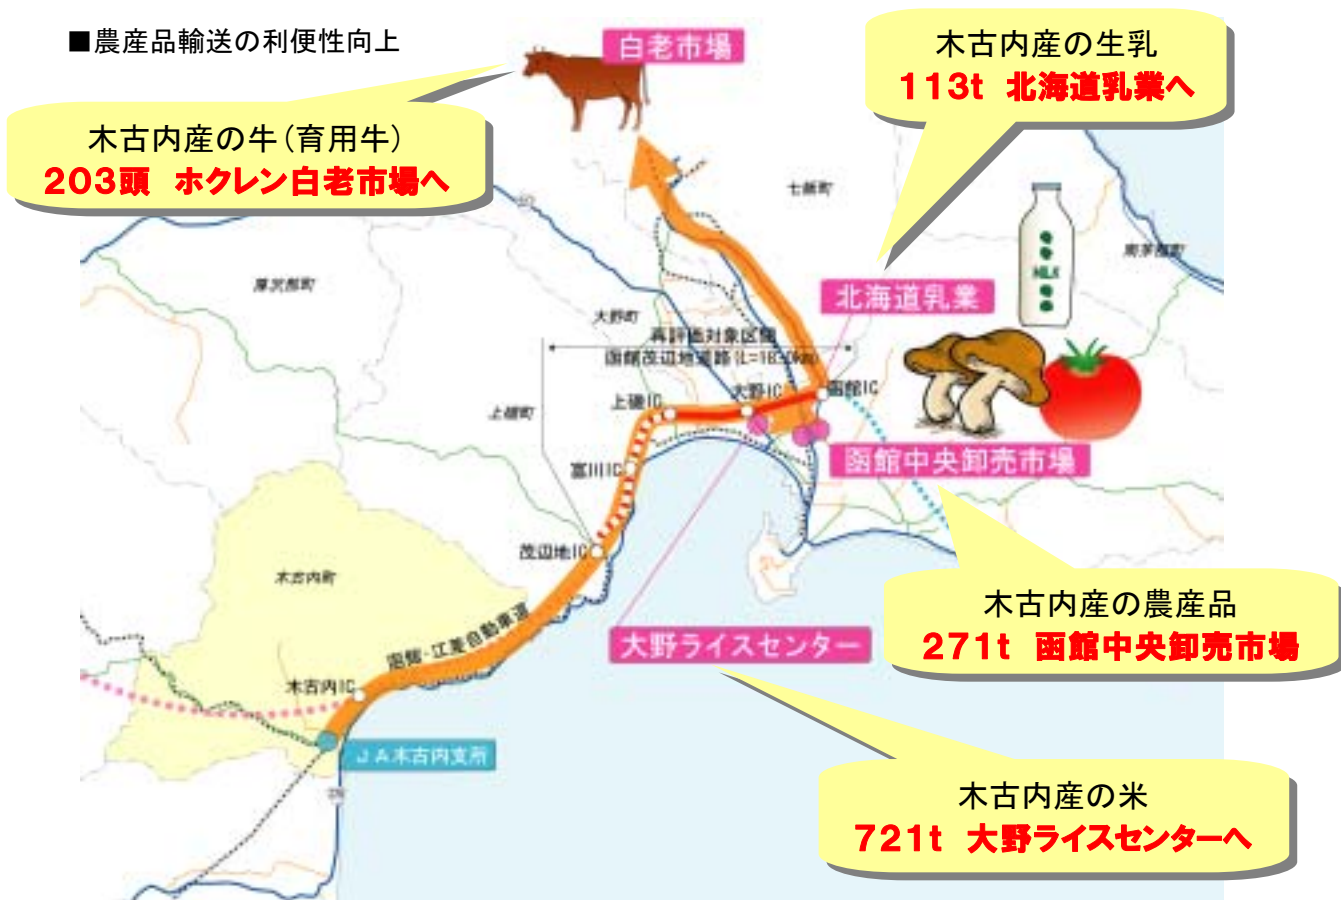 ■農産品輸送の利便性向上
白老市場
木古内産の生乳
113t 北海道乳業へ
木古内産の牛(育用牛)
203頭 ホクレン白老市場へ
七飯町
南茅部町
厚沢部町
MILK
北海道乳業
大野町
再評価対象区間
函館茂辺地道路(L=18.0km)
大野IC
函館IC
上磯IC
上磯町
函館中央卸売市場
富川IC
茂辺地IC
木古内町
木古内産の農産品
271t 函館中央卸売市場
函館・江差自動車道
大野ライスセンター
木古内IC
JA木古内支所
木古内産の米
721t 大野ライスセンターへ